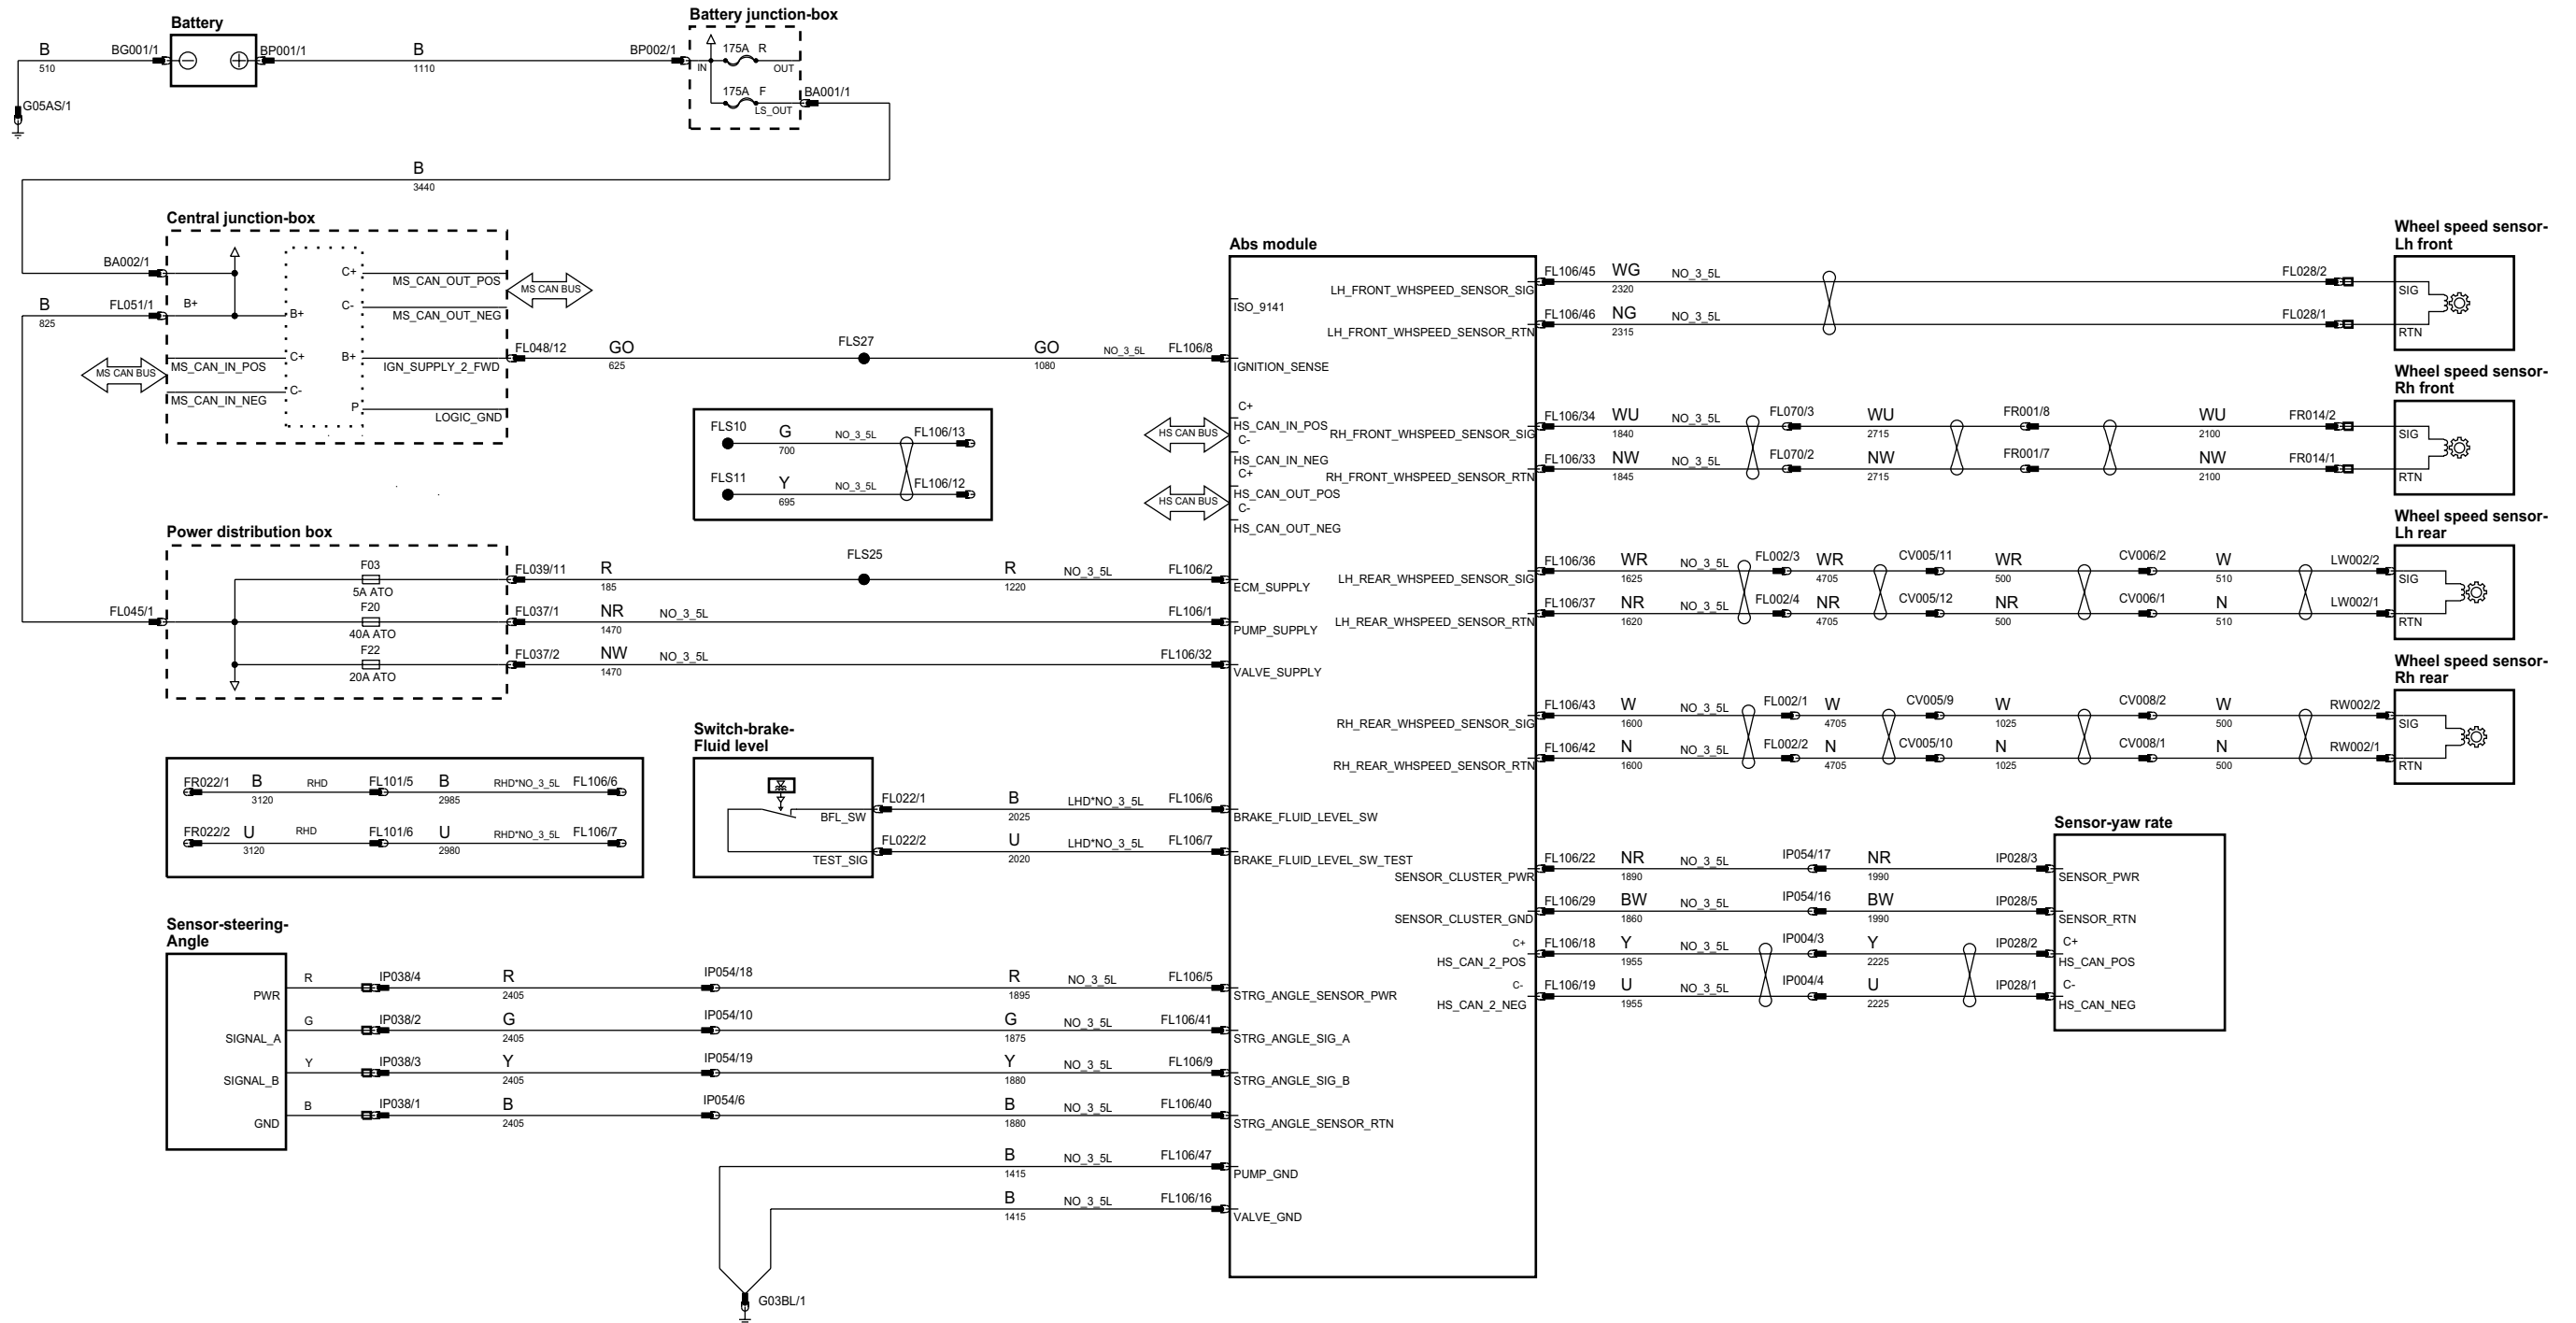 Battery
Battery junction-box
B
510
BG001/1
BP001/1
B
1110
BP002/1
IN
175A R
OUT
175A F
LS_OUT
BA001/1
G05AS/1
B
3440
Central junction-box
BA002/1
B
825
FL051/1
B+
B+
C+
MS_CAN_OUT_POS
C-
MS_CAN_OUT_NEG
MS CAN BUS
MS CAN BUS
MS_CAN_IN_POS
C+
MS_CAN_IN_NEG
C-
B+
IGN_SUPPLY_2_FWD
P
LOGIC_GND
FL048/12
GO
625
FLS27
GO
1080
NO_3_5L
FL106/8
FLS10
G
700
NO_3_5L
FL106/13
FLS11
Y
695
NO_3_5L
FL106/12
Power distribution box
FL045/1
F03
5A ATO
F20
40A ATO
F22
20A ATO
FL039/11
R
185
FLS25
R
1220
NO_3_5L
FL106/2
FL037/1
NR
1470
NO_3_5L
FL106/1
FL037/2
NW
1470
NO_3_5L
FL106/32
FR022/1
B
3120
RHD
FL101/5
B
2985
RHD*NO_3_5L
FL106/6
FR022/2
U
3120
RHD
FL101/6
U
2980
RHD*NO_3_5L
FL106/7
Switch-brake-
Fluid level
BFL_SW
TEST_SIG
FL022/1
B
2025
LHD*NO_3_5L
FL106/6
FL022/2
U
2020
LHD*NO_3_5L
FL106/7
Sensor-steering-
Angle
PWR
R
IP038/4
R
2405
IP054/18
R
1895
NO_3_5L
FL106/5
SIGNAL_A
G
IP038/2
G
2405
IP054/10
G
1875
NO_3_5L
FL106/41
SIGNAL_B
Y
IP038/3
Y
2405
IP054/19
Y
1880
NO_3_5L
FL106/9
GND
B
IP038/1
B
2405
IP054/6
B
1880
NO_3_5L
FL106/40
B
1415
NO_3_5L
FL106/47
B
1415
NO_3_5L
FL106/16
G03BL/1
Abs module
ISO_9141
IGNITION_SENSE
HS CAN BUS
C+
HS_CAN_IN_POS
C-
HS_CAN_IN_NEG
HS CAN BUS
C+
HS_CAN_OUT_POS
C-
HS_CAN_OUT_NEG
ECM_SUPPLY
PUMP_SUPPLY
VALVE_SUPPLY
BRAKE_FLUID_LEVEL_SW
BRAKE_FLUID_LEVEL_SW_TEST
STRG_ANGLE_SENSOR_PWR
STRG_ANGLE_SIG_A
STRG_ANGLE_SIG_B
STRG_ANGLE_SENSOR_RTN
PUMP_GND
VALVE_GND
LH_FRONT_WHSPEED_SENSOR_SIG
LH_FRONT_WHSPEED_SENSOR_RTN
RH_FRONT_WHSPEED_SENSOR_SIG
RH_FRONT_WHSPEED_SENSOR_RTN
LH_REAR_WHSPEED_SENSOR_SIG
LH_REAR_WHSPEED_SENSOR_RTN
RH_REAR_WHSPEED_SENSOR_SIG
RH_REAR_WHSPEED_SENSOR_RTN
SENSOR_CLUSTER_PWR
SENSOR_CLUSTER_GND
C+
HS_CAN_2_POS
C-
HS_CAN_2_NEG
Wheel speed sensor-
Lh front
FL106/45
WG
2320
NO_3_5L
FL028/2
SIG
FL106/46
NG
2315
NO_3_5L
FL028/1
RTN
Wheel speed sensor-
Rh front
FL106/34
WU
1840
NO_3_5L
FL070/3
WU
2715
FR001/8
WU
2100
FR014/2
SIG
FL106/33
NW
1845
NO_3_5L
FL070/2
NW
2715
FR001/7
NW
2100
FR014/1
RTN
Wheel speed sensor-
Lh rear
FL106/36
WR
1625
NO_3_5L
FL002/3
WR
4705
CV005/11
WR
500
CV006/2
W
510
LW002/2
SIG
FL106/37
NR
1620
NO_3_5L
FL002/4
NR
4705
CV005/12
NR
500
CV006/1
N
510
LW002/1
RTN
Wheel speed sensor-
Rh rear
FL106/43
W
1600
NO_3_5L
FL002/1
W
4705
CV005/9
W
1025
CV008/2
W
500
RW002/2
SIG
FL106/42
N
1600
NO_3_5L
FL002/2
N
4705
CV005/10
N
1025
CV008/1
N
500
RW002/1
RTN
Sensor-yaw rate
FL106/22
NR
1890
NO_3_5L
IP054/17
NR
1990
IP028/3
SENSOR_PWR
FL106/29
BW
1860
NO_3_5L
IP054/16
BW
1990
IP028/5
SENSOR_RTN
FL106/18
Y
1955
NO_3_5L
IP004/3
Y
2225
IP028/2
C+
HS_CAN_POS
FL106/19
U
1955
NO_3_5L
IP004/4
U
2225
IP028/1
C-
HS_CAN_NEG